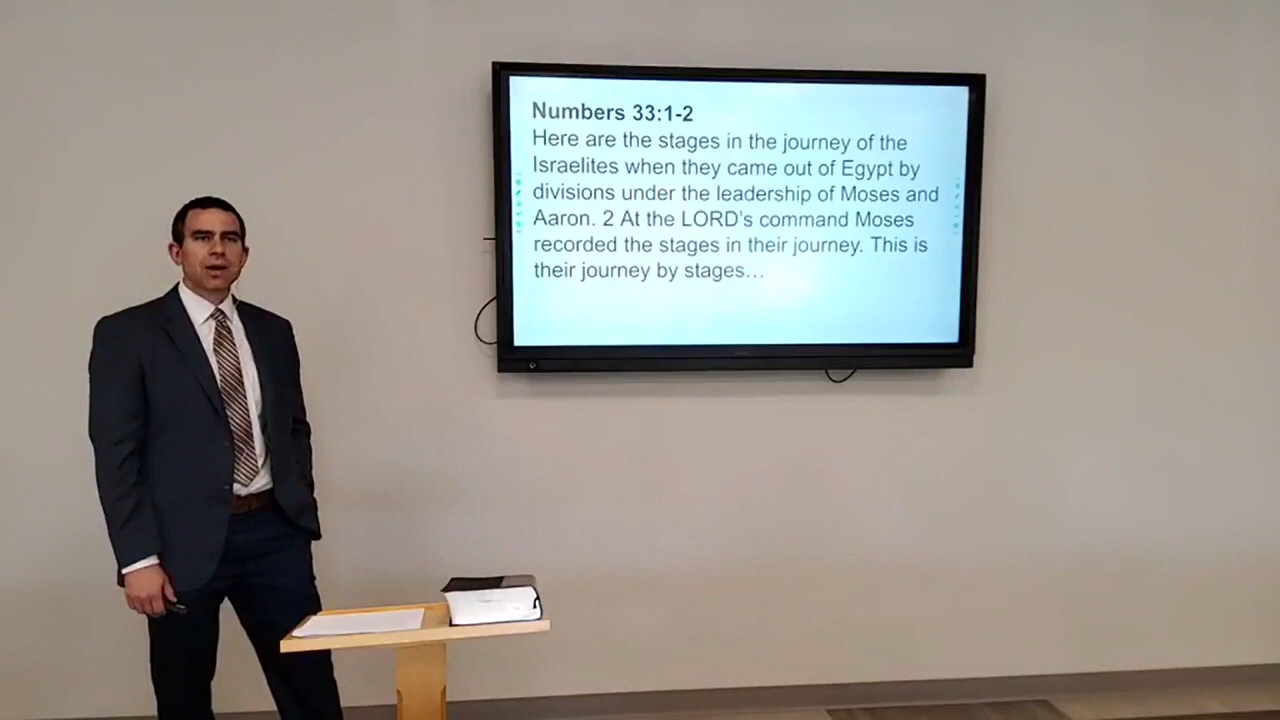 Numbers 33:1-2
Here are the stages in the journey of the
Israelites when they came out of Egypt by
divisions under the leadership of Moses and
Aaron. 2 At the LORD's command Moses
recorded the stages in their journey. This is
their journey by stages…